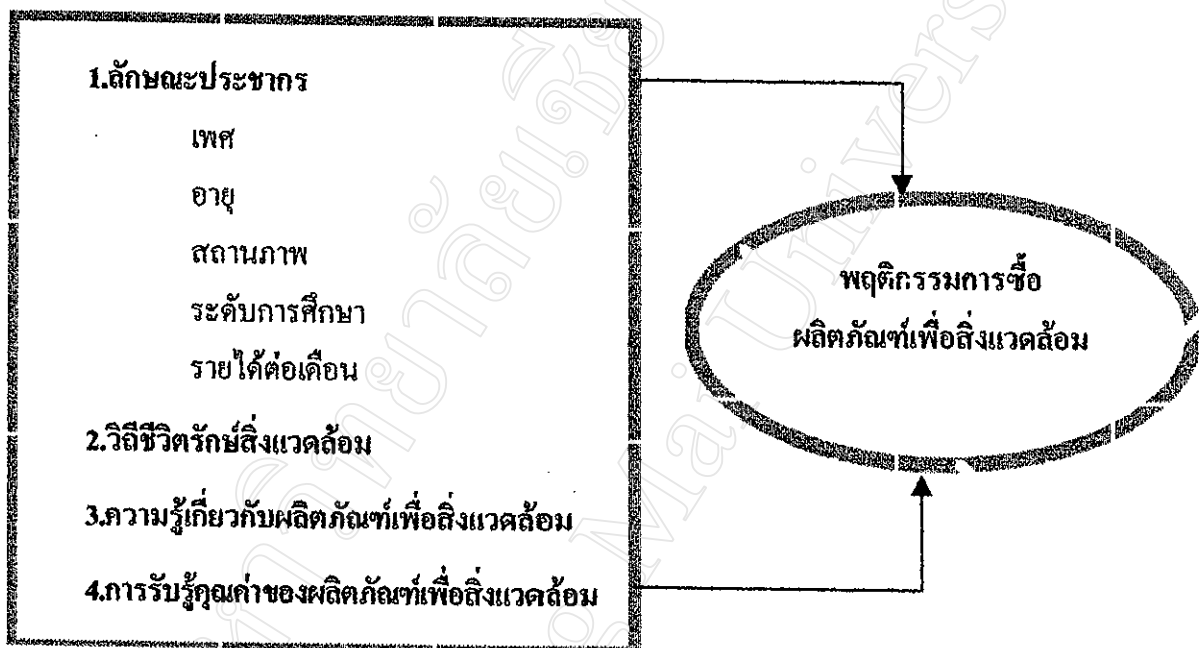 1.ลักษณะประชากร
เพศ
อายุ
สถานภาพ
ระดับการศึกษา
รายได้ต่อเดือน
2.วิถีชีวิตรักษ์สิ่งแวดล้อม
3.ความรู้เกี่ยวกับผลิตภัณฑ์เพื่อสิ่งแวดล้อม
4.การรับรู้คุณค่าของผลิตภัณฑ์เพื่อสิ่งแวดล้อม
พฤติกรรมการซื้อ
ผลิตภัณฑ์เพื่อสิ่งแวดล้อม